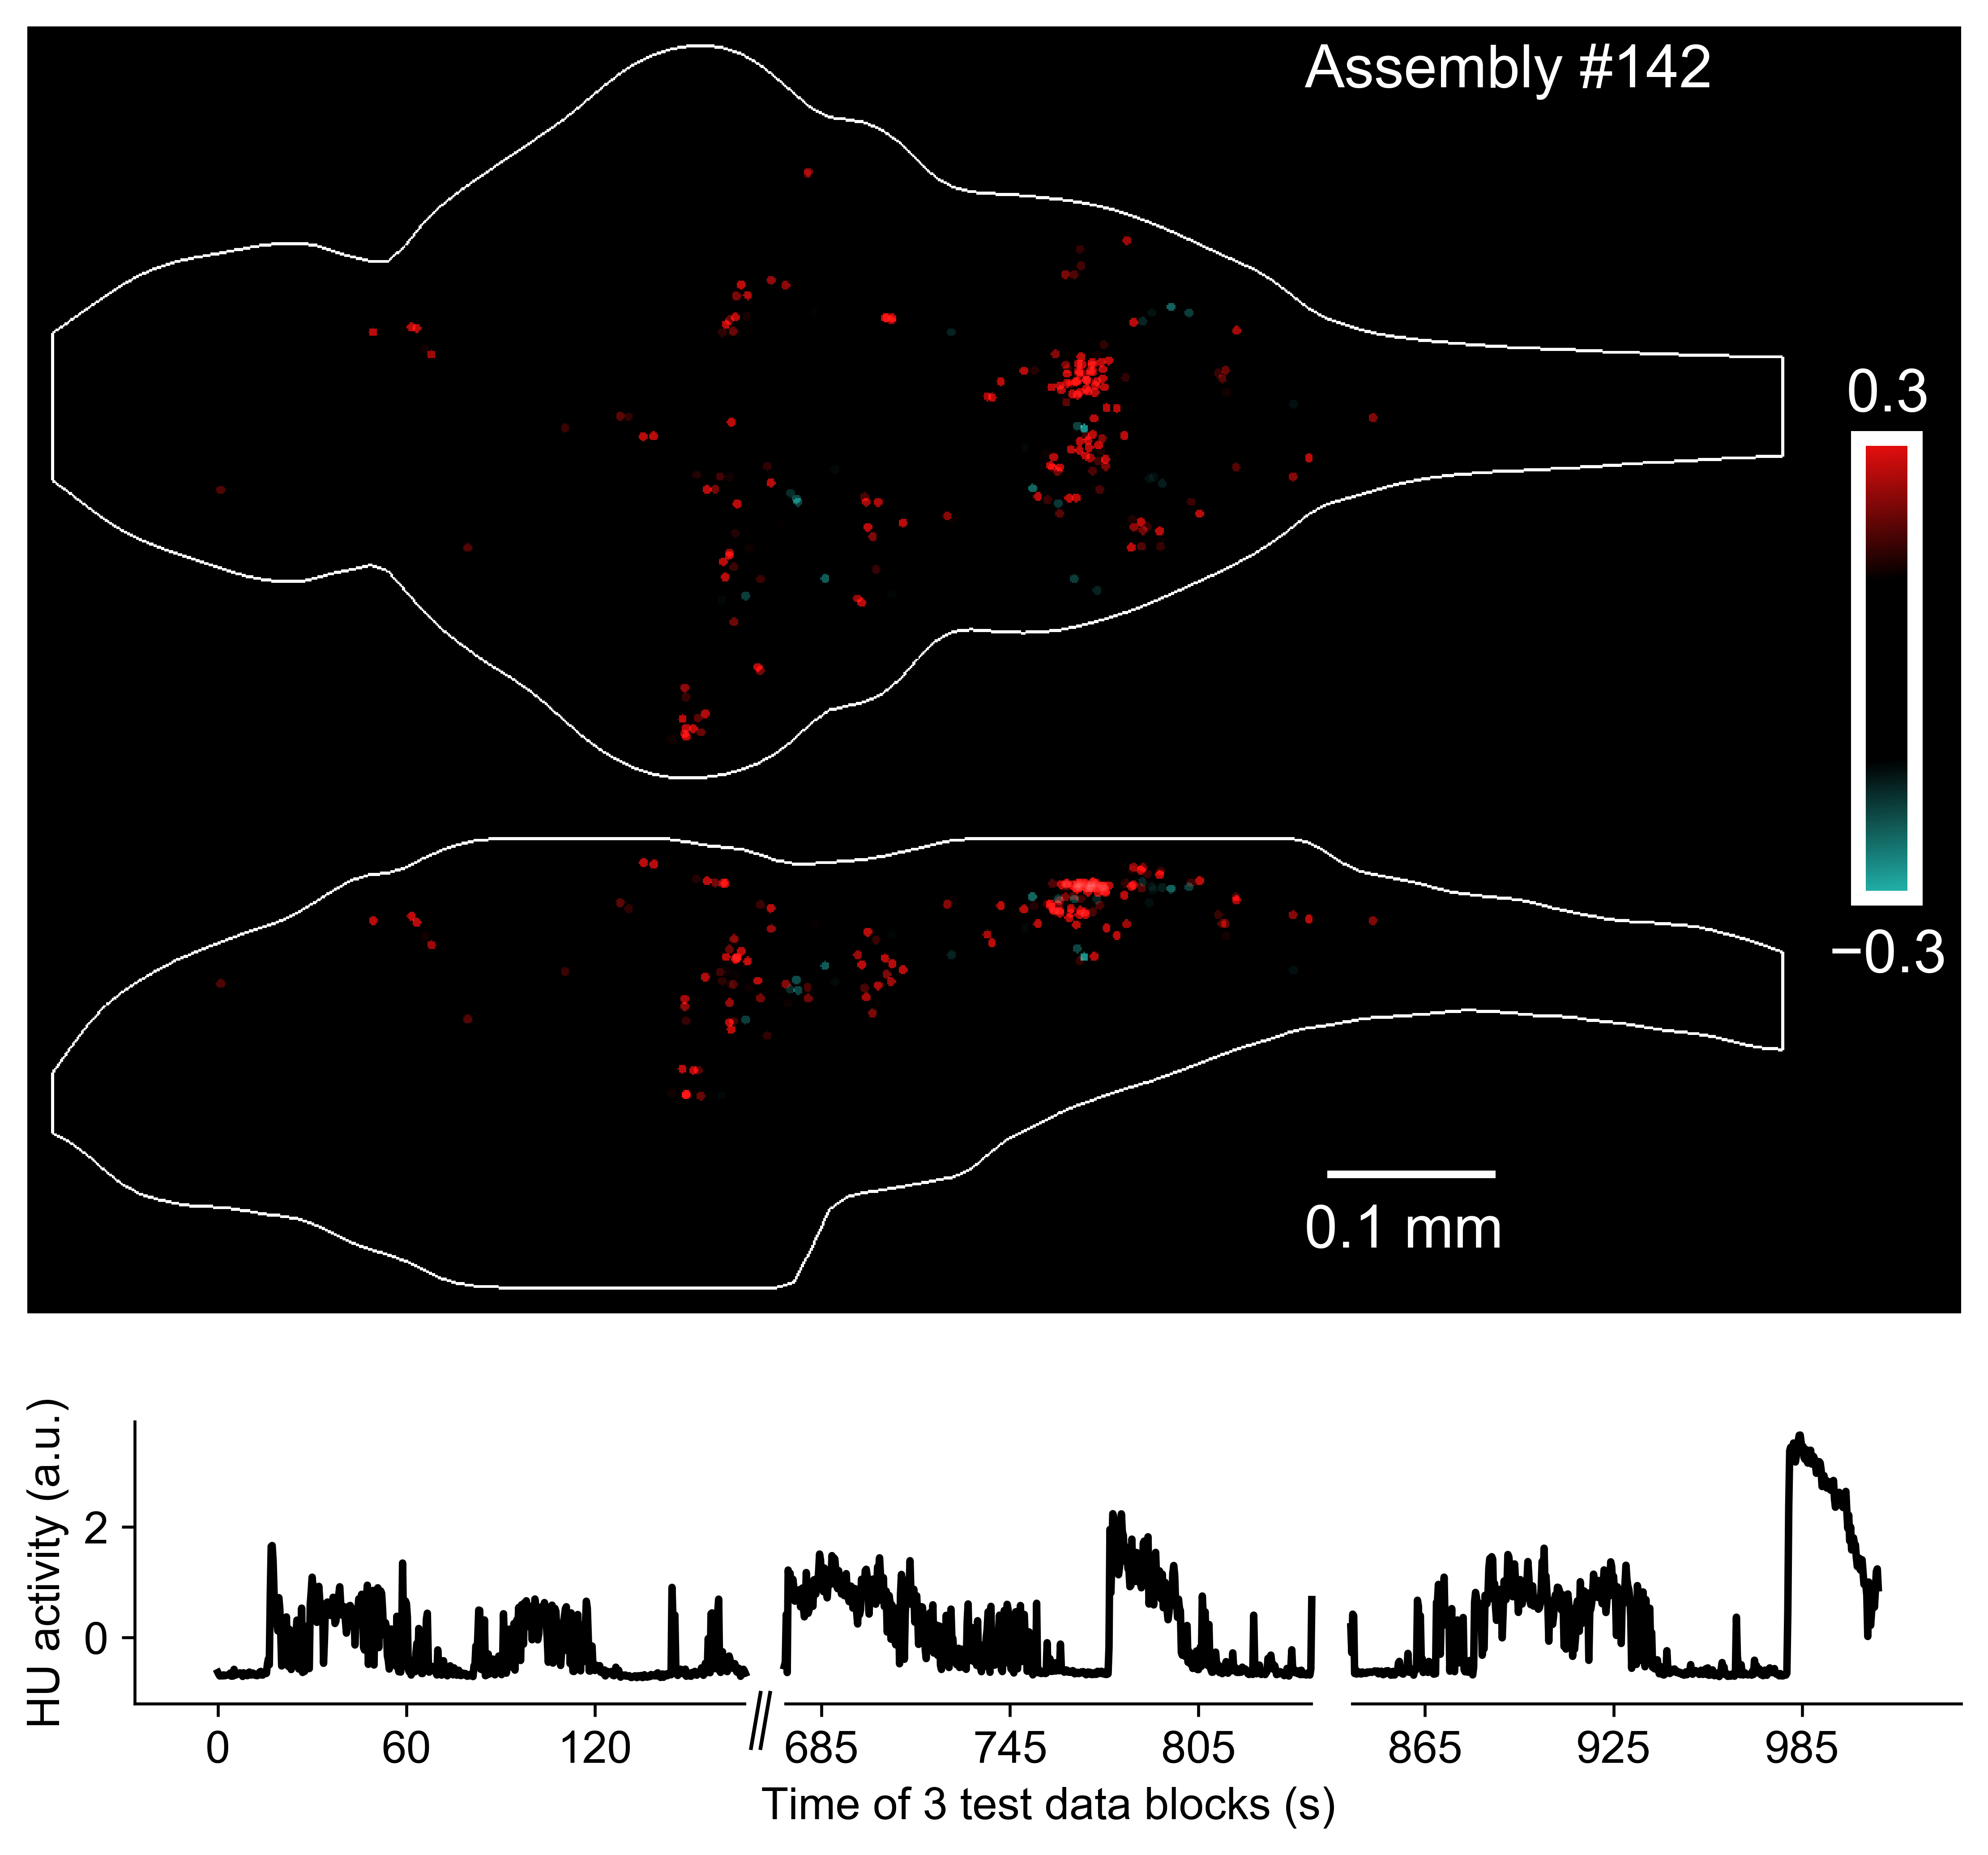 Assembly #142
0.3
−0.3
0.1 mm
HU activity (a.u.)
2
0
0 60 120 685 745 805 865 925 985
Time of 3 test data blocks (s)